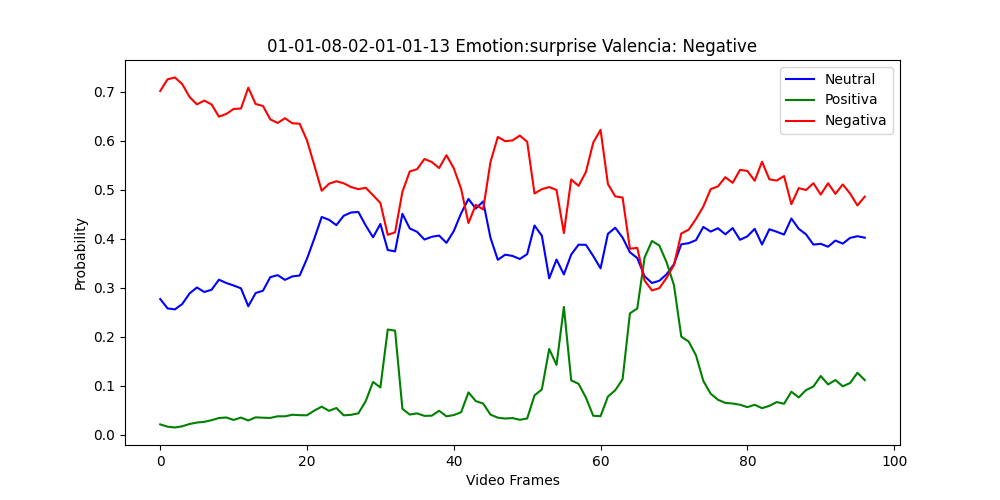 01-01-08-02-01-01-13 Emotion:surprise Valencia: Negative
Neutral
Positiva
Negativa
Probability
0.7
0.6
0.5
0.4
0.3
0.2
0.1
0.0
0 20 40 60 80 100
Video Frames